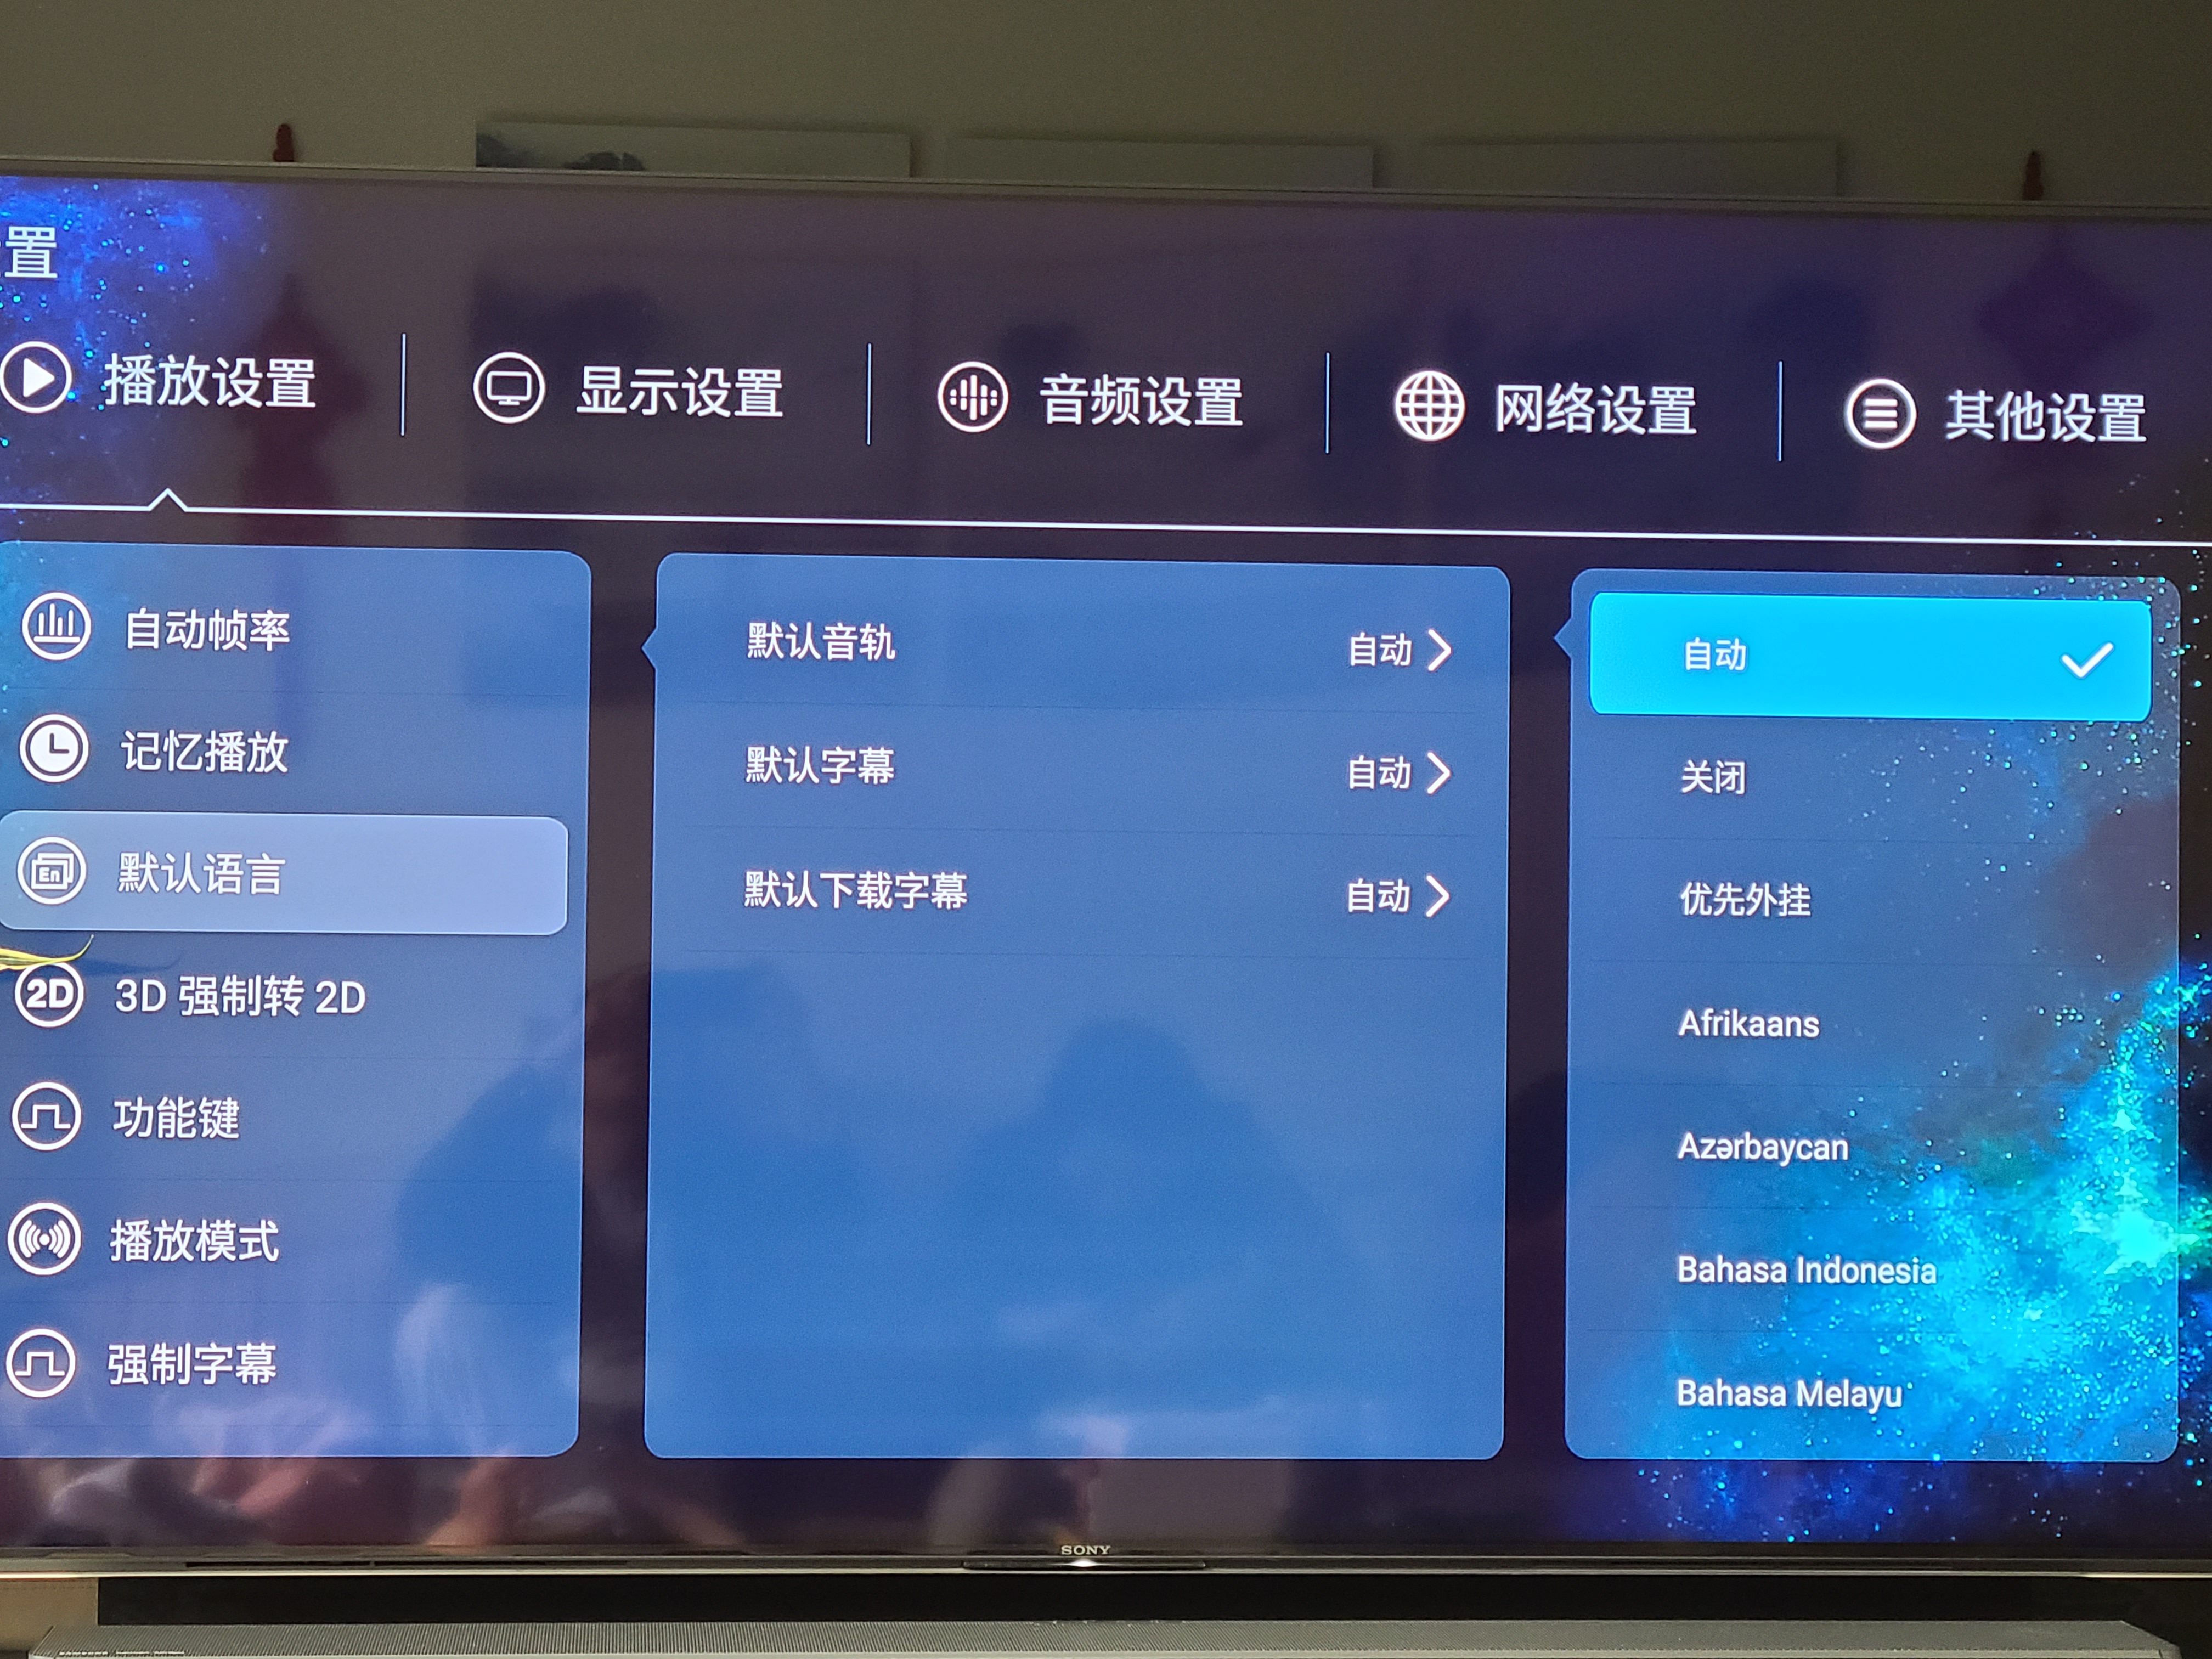 置
播放设置
显示设置
音频设置
网络设置
其他设置
自动帧率
记忆播放
En
默认语言
2D
3D 强制转 2D
功能键
播放模式
强制字幕
默认音轨 自动
默认字幕 自动
默认下载字幕 自动
自动
关闭
优先外挂
Afrikaans
Azərbaycan
Bahasa Indonesia
Bahasa Melayu
SONY